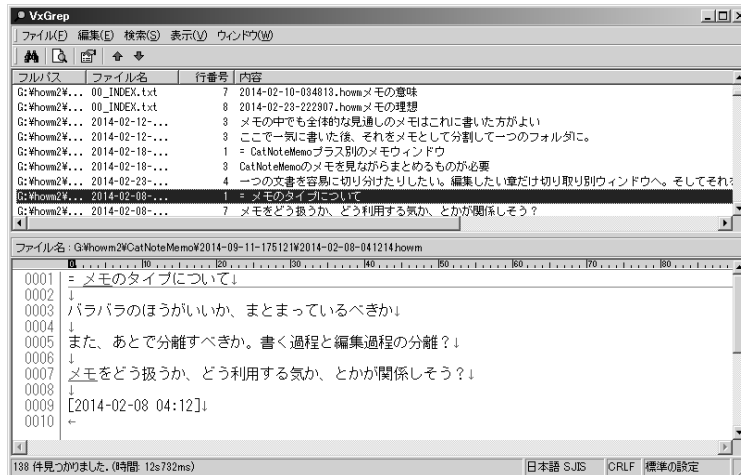 VxGrep
ファイル(F) 編集(E) 検索(S) 表示(V) ウィンドウ(W)
フルパス ファイル名 行番号 内容
G:¥howm2¥... 00_INDEX.txt 7 2014-02-10-034813.howmメモの意味
G:¥howm2¥... 00_INDEX.txt 8 2014-02-23-222907.howmメモの理想
G:¥howm2¥... 2014-02-12-... 3 メモの中でも全体的な見通しのメモはこれに書いた方がよい
G:¥howm2¥... 2014-02-12-... 3 ここで一気に書いた後、それをメモとして分割して一つのフォルダに。
G:¥howm2¥... 2014-02-18-... 1 = CatNoteMemoプラス別のメモウィンドウ
G:¥howm2¥... 2014-02-18-... 3 CatNoteMemoのメモを見ながらまとめるものが必要
G:¥howm2¥... 2014-02-23-... 4 一つの文書を容易に切り分けたりしたい。編集したい章だけ切り取り別ウィンドウへ。そしてそれを
G:¥howm2¥... 2014-02-08-... 1 = メモのタイプについて
G:¥howm2¥... 2014-02-08-... 7 メモをどう扱うか、どう利用する気か、とかが関係しそう？
ファイル名 : G:¥howm2¥CatNoteMemo¥2014-09-11-175121¥2014-02-08-041214.howm
0 10 20 30 40 50 60 70 80
0001 = メモのタイプについて↓
0002 ↓
0003 バラバラのほうがいいか、まとまっているべきか↓
0004 ↓
0005 また、あとで分離すべきか。書く過程と編集過程の分離？↓
0006 ↓
0007 メモをどう扱うか、どう利用する気か、とかが関係しそう？↓
0008 ↓
0009 [2014-02-08 04:12]↓
0010 ←
138 件見つかりました. (時間: 12s732ms) 日本語 SJIS CRLF 標準の設定